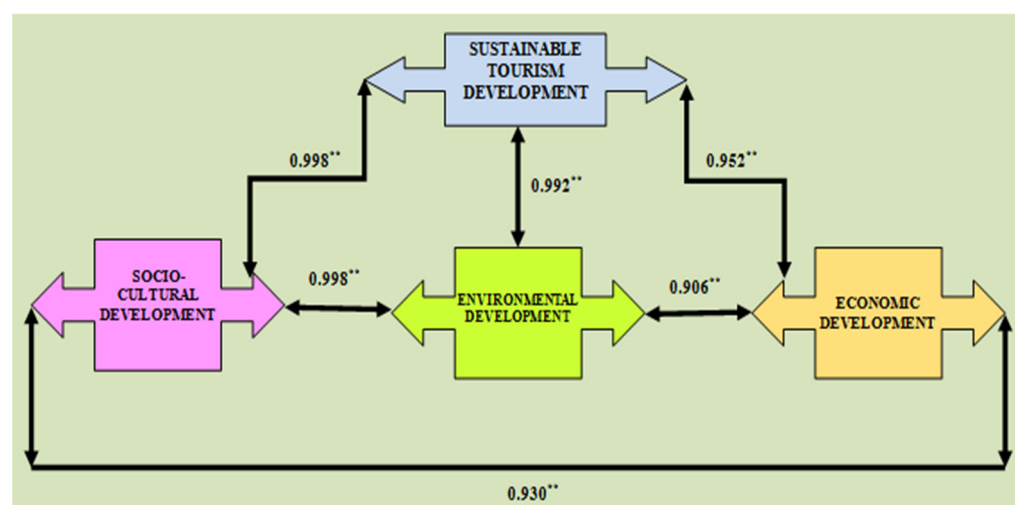 SUSTAINABLE
TOURISM
DEVELOPMENT
0.998**
0.992**
0.952**
SOCIO-
CULTURAL
DEVELOPMENT
0.998**
ENVIRONMENTAL
DEVELOPMENT
0.906**
ECONOMIC
DEVELOPMENT
0.930**